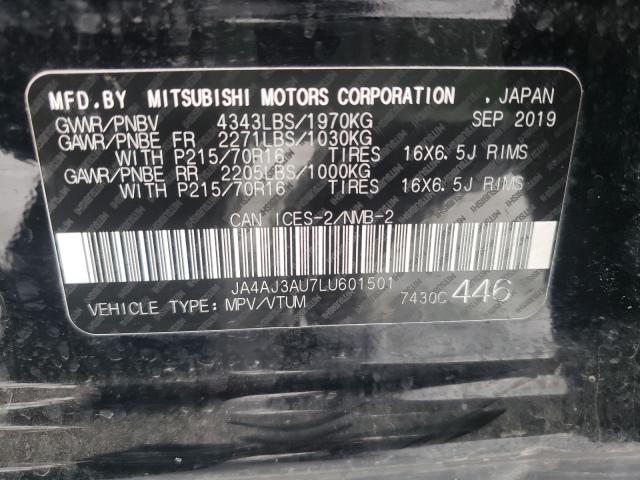 MFD.BY MITSUBISHI MOTORS CORPORATION . JAPAN
GVWR/PNBV 4343LBS/1970KG SEP 2019
GAWR/PNBE FR 2271LBS/1030KG
WITH P215/70R16 TIRES 16X6.5J RIMS
GAWR/PNBE RR 2205LBS/1000KG
WITH P215/70R16 TIRES 16X6.5J RIMS
CAN ICES-2/NMB-2
JA4AJ3AU7LU601501
VEHICLE TYPE: MPV/VTUM 7430C 446